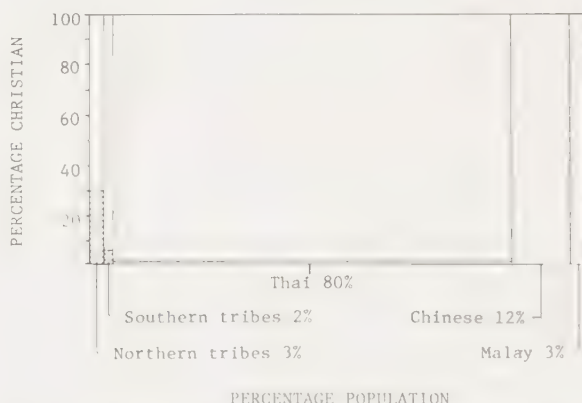 PERCENTAGE CHRISTIAN
100
80
60
40
20
Thai 80%
Southern tribes 2%
Chinese 12%
Northern tribes 3%
Malay 3%
PERCENTAGE POPULATION